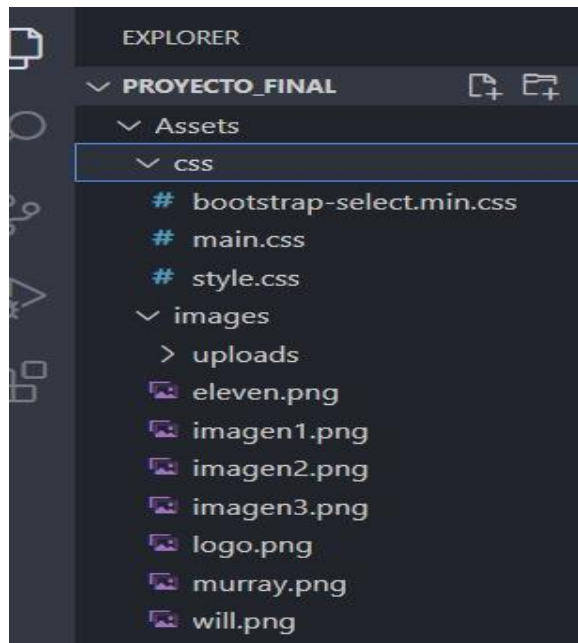 EXPLORER
PROYECTO_FINAL
Assets
css
# bootstrap-select.min.css
# main.css
# style.css
images
uploads
eleven.png
imagen1.png
imagen2.png
imagen3.png
logo.png
murray.png
will.png